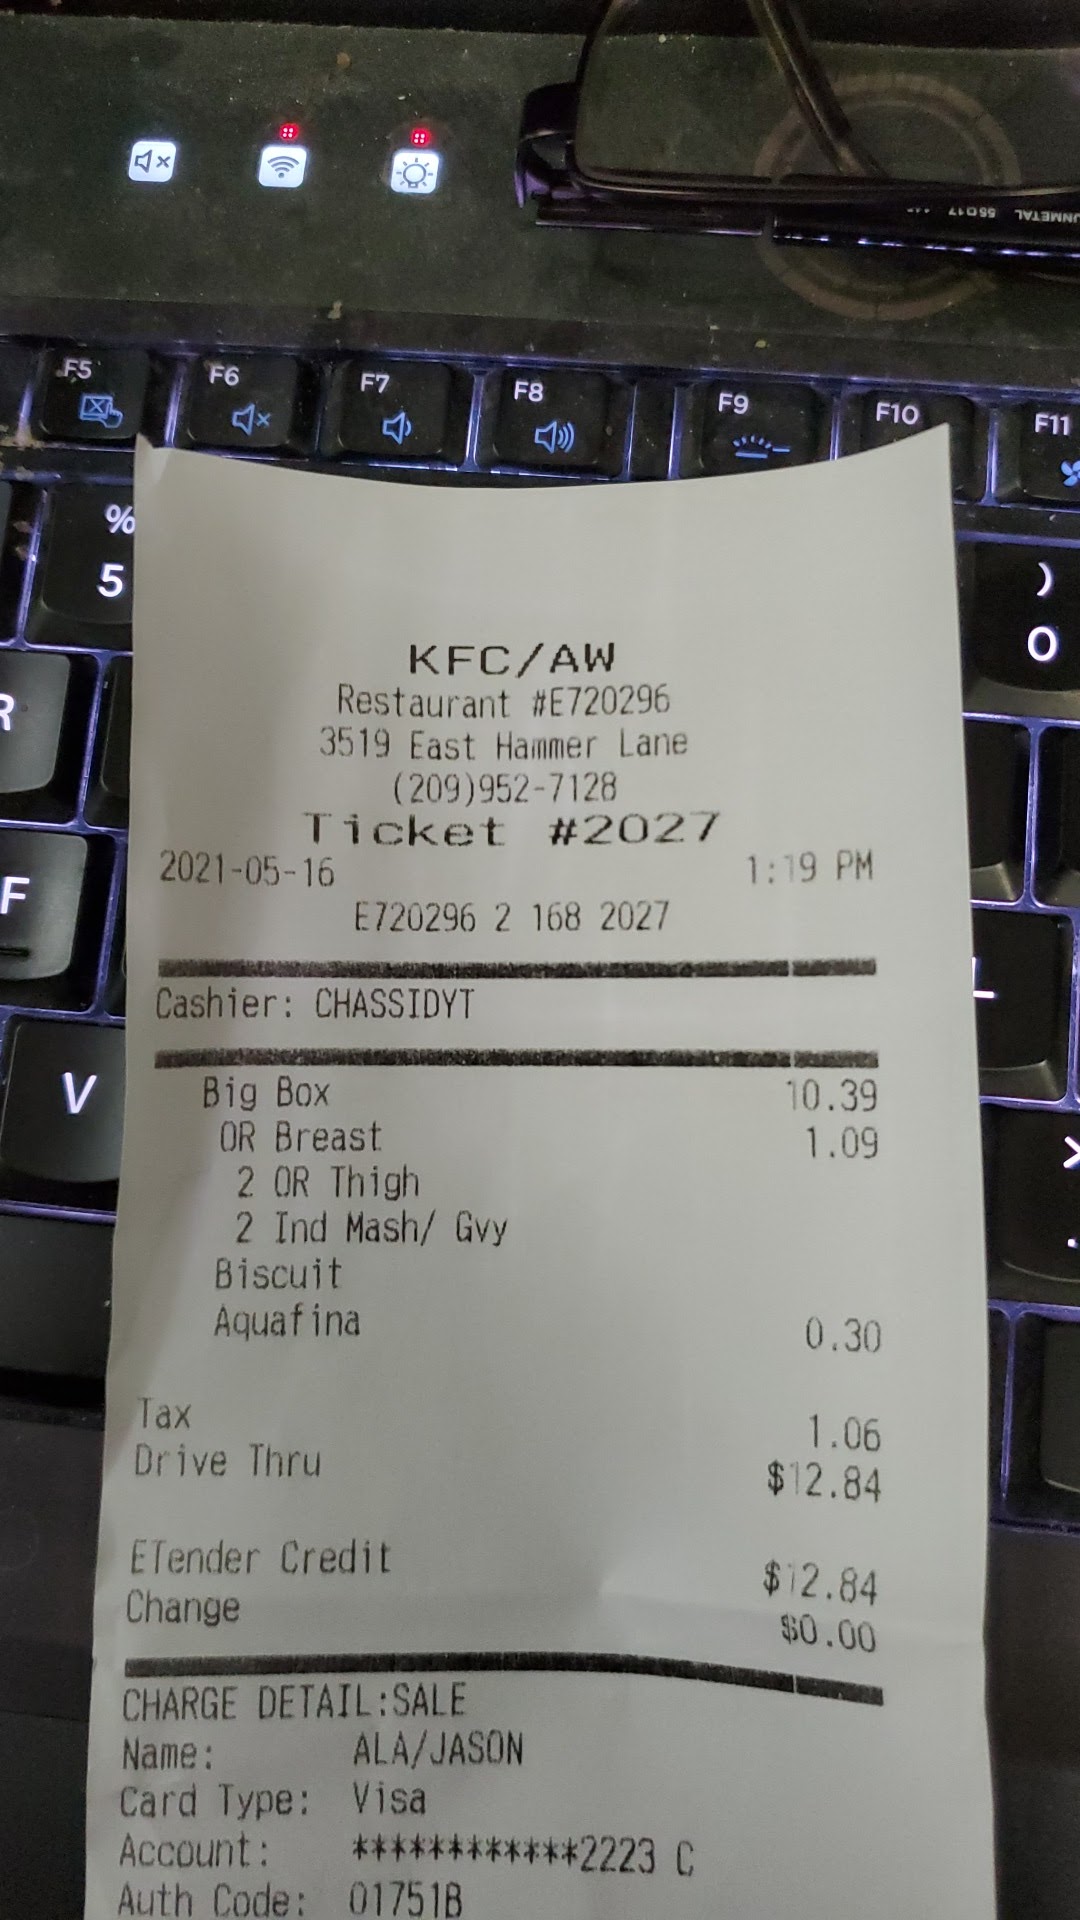 UNMETAL 55□17
F5
F6
F7
F8
F9
F10
F11
%
5
)
0
R
F
L
V
KFC/AW
Restaurant #E720296
3519 East Hammer Lane
(209)952-7128
Ticket #2027
2021-05-16 1:19 PM
E720296 2 168 2027
Cashier: CHASSIDYT
Big Box 10.39
OR Breast 1.09
2 OR Thigh
2 Ind Mash/ Gvy
Biscuit
Aquafina 0.30
Tax 1.06
Drive Thru $12.84
ETender Credit $12.84
Change $0.00
CHARGE DETAIL:SALE
Name: ALA/JASON
Card Type: Visa
Account: ************2223 C
Auth Code: 01751B